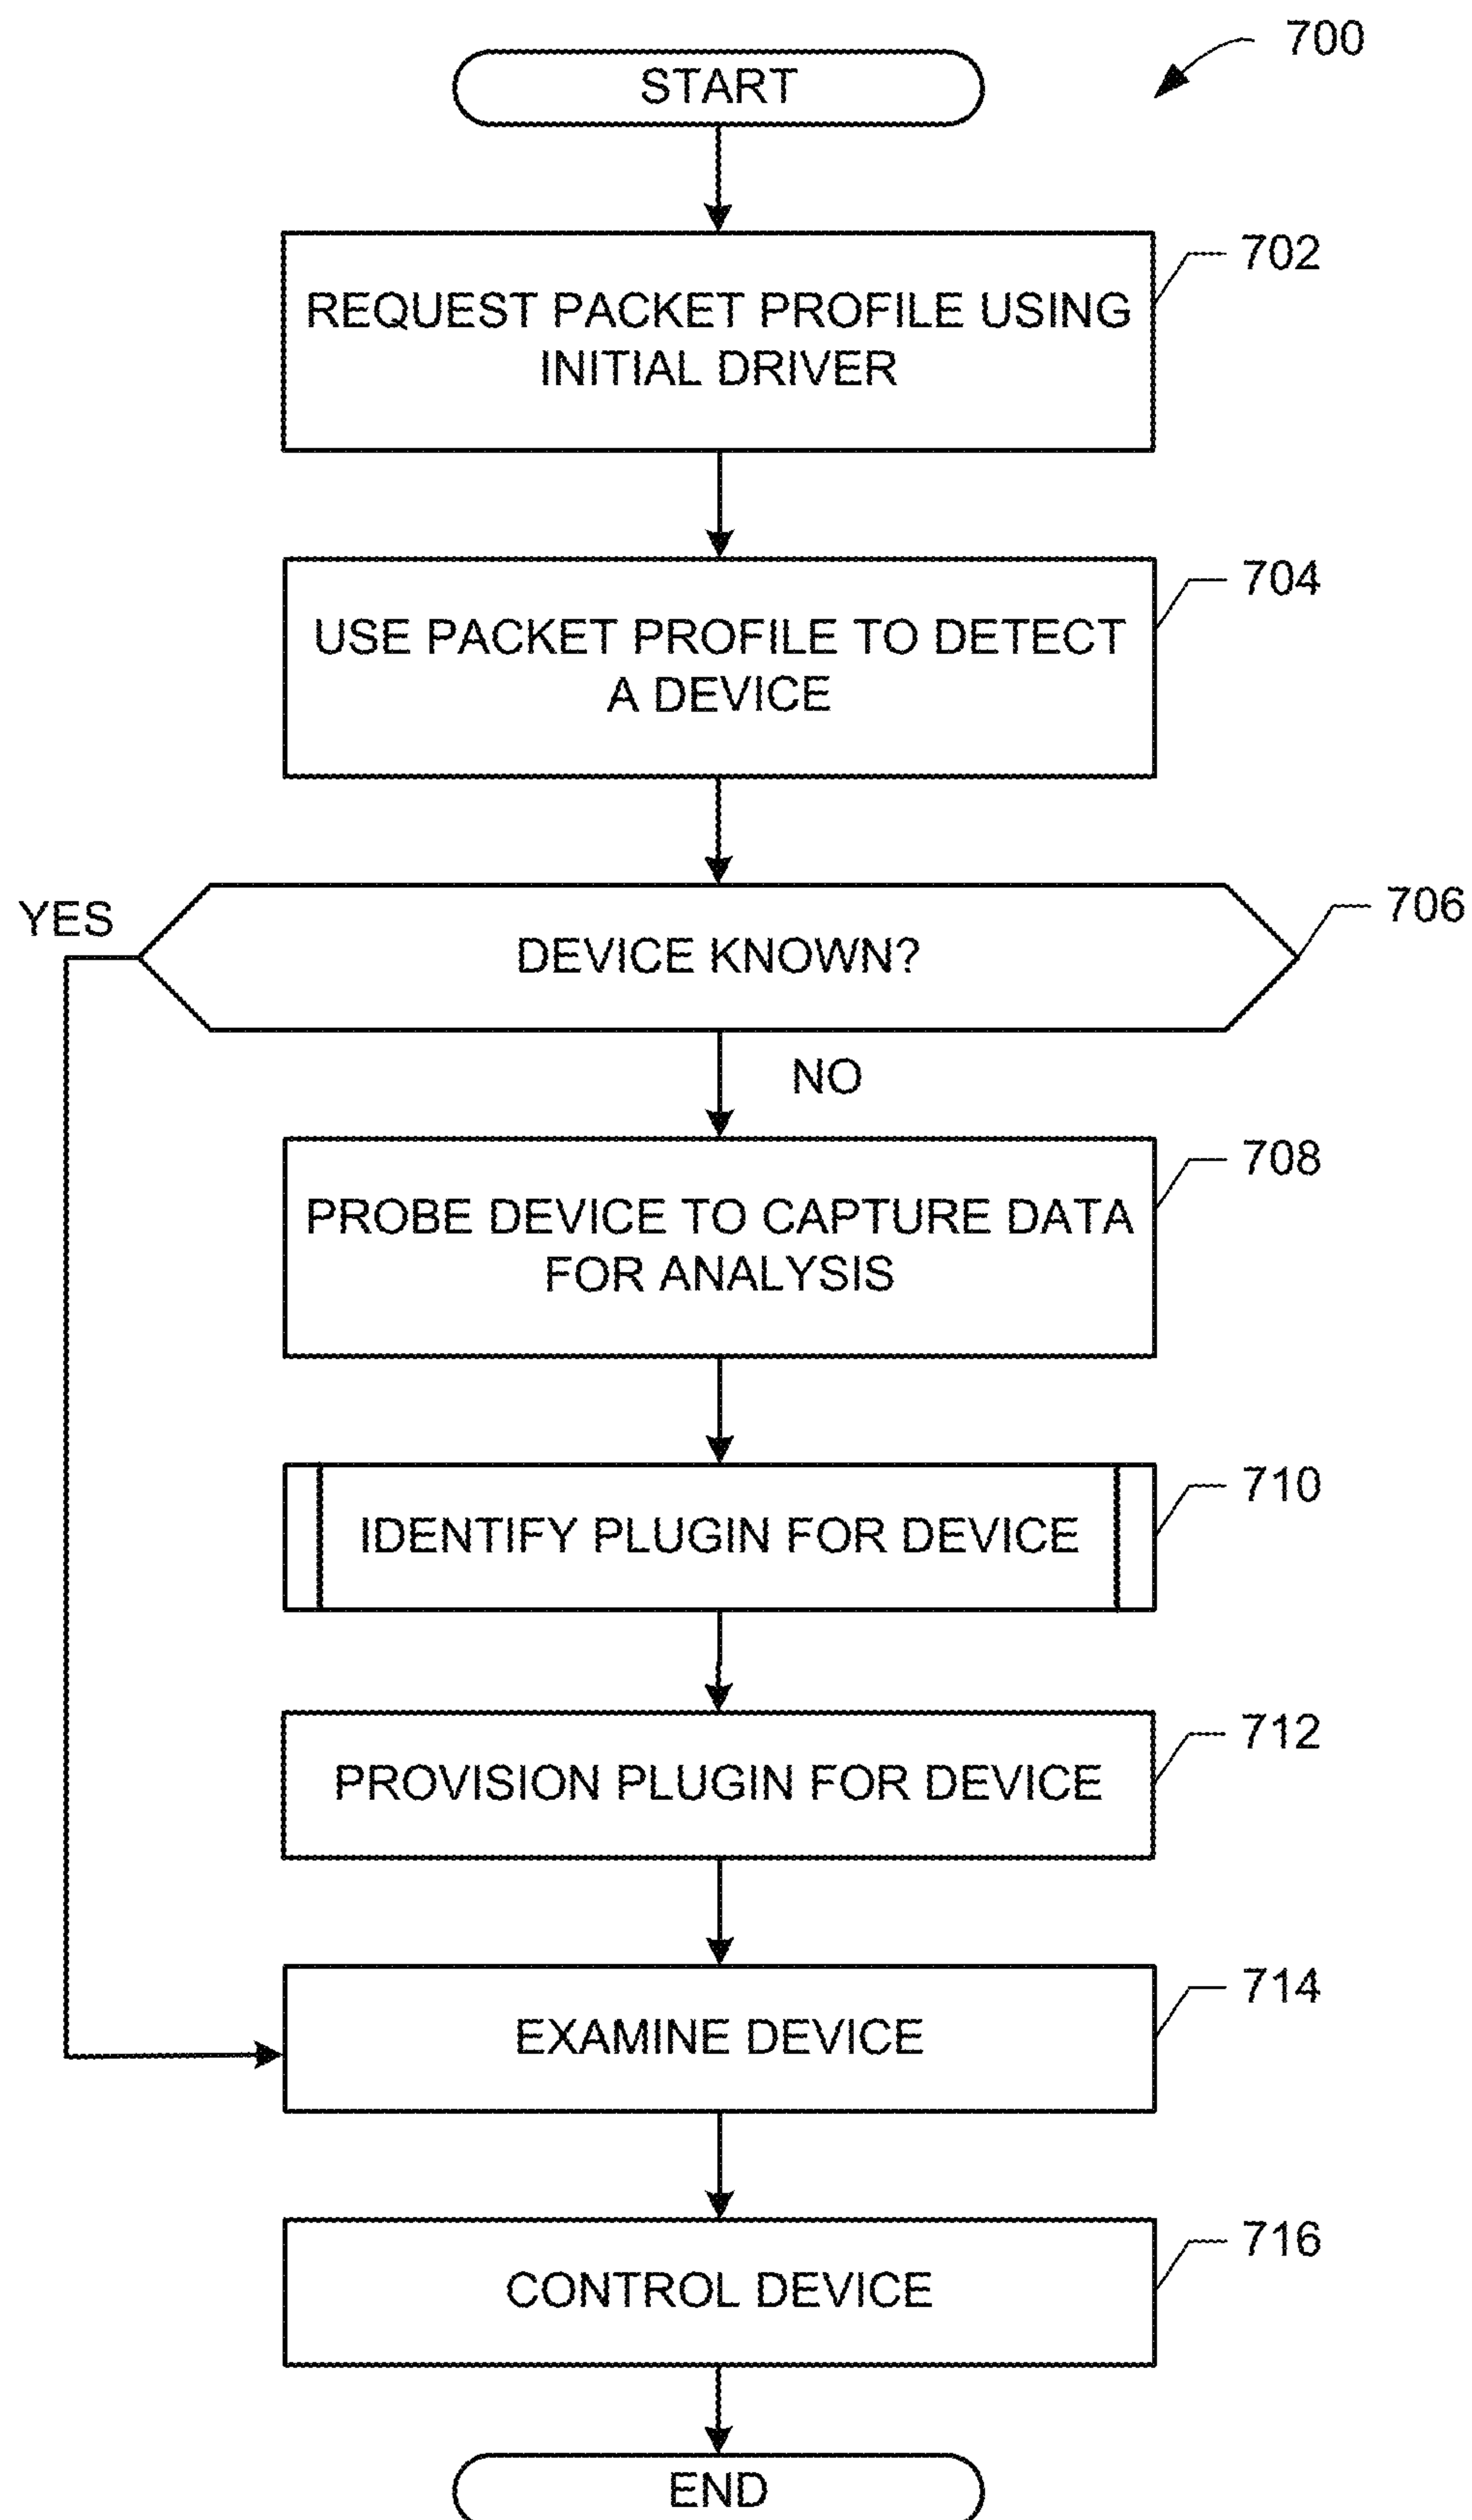 700
START
702
REQUEST PACKET PROFILE USING
INITIAL DRIVER
704
USE PACKET PROFILE TO DETECT
A DEVICE
YES
706
DEVICE KNOWN?
NO
708
PROBE DEVICE TO CAPTURE DATA
FOR ANALYSIS
710
IDENTIFY PLUGIN FOR DEVICE
712
PROVISION PLUGIN FOR DEVICE
714
EXAMINE DEVICE
716
CONTROL DEVICE
END